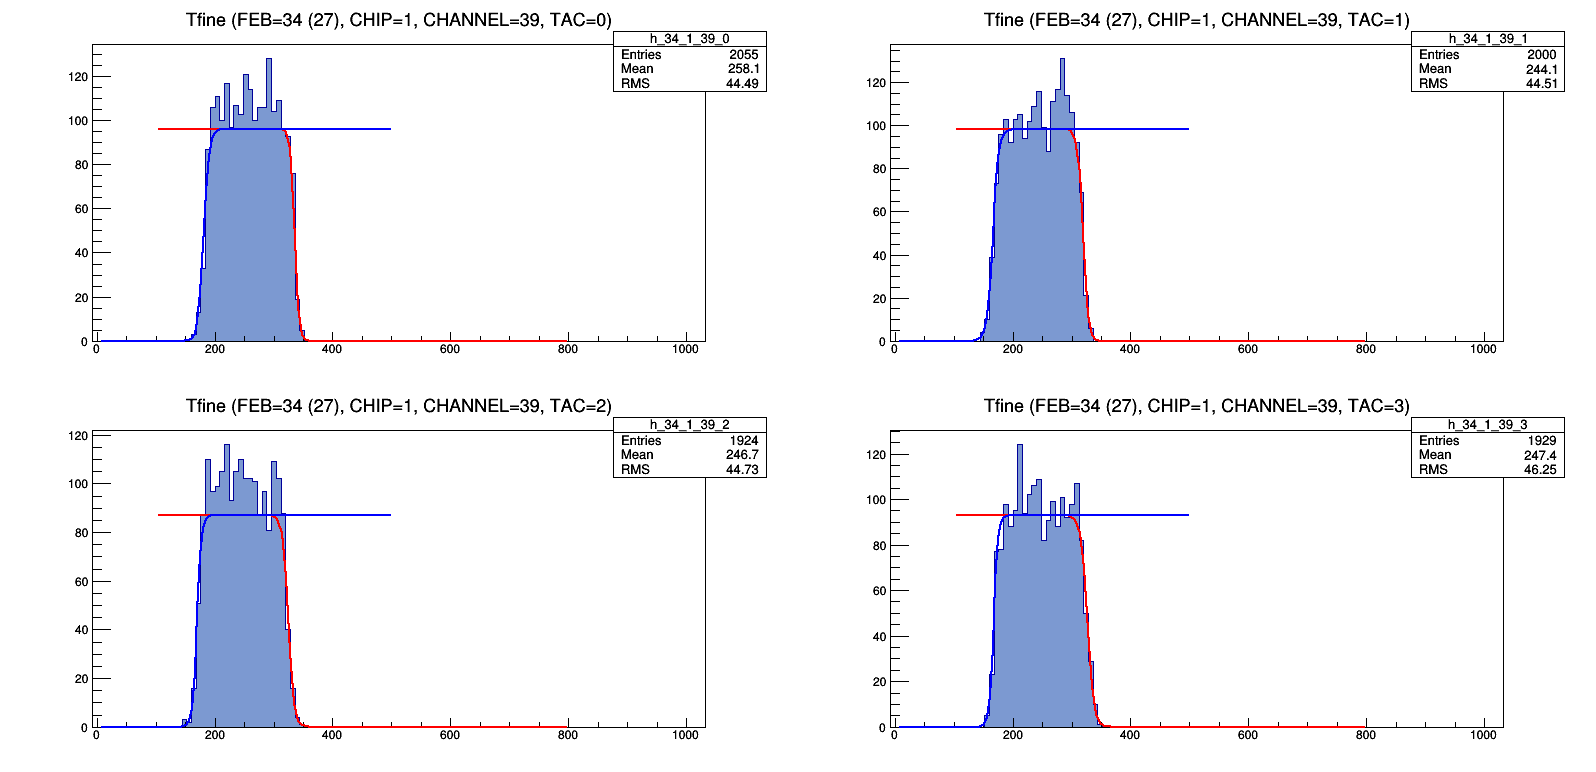 Tfine (FEB=34 (27), CHIP=1, CHANNEL=39, TAC=0)
h_34_1_39_0
Entries 2055
Mean 258.1
RMS 44.49
120
100
80
60
40
20
0
0 200 400 600 800 1000
Tfine (FEB=34 (27), CHIP=1, CHANNEL=39, TAC=1)
h_34_1_39_1
Entries 2000
Mean 244.1
RMS 44.51
120
100
80
60
40
20
0
0 200 400 600 800 1000
Tfine (FEB=34 (27), CHIP=1, CHANNEL=39, TAC=2)
h_34_1_39_2
Entries 1924
Mean 246.7
RMS 44.73
120
100
80
60
40
20
0
0 200 400 600 800 1000
Tfine (FEB=34 (27), CHIP=1, CHANNEL=39, TAC=3)
h_34_1_39_3
Entries 1929
Mean 247.4
RMS 46.25
120
100
80
60
40
20
0
0 200 400 600 800 1000